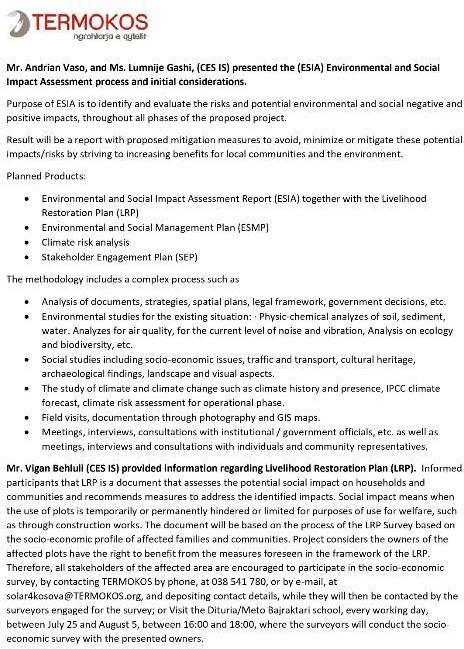 TERMOKOS
ngrohtorja e qytetit
Mr. Andrian Vaso, and Ms. Lumnije Gashi, (CES IS) presented the (ESIA) Environmental and Social
Impact Assessment process and initial considerations.
Purpose of ESIA is to identify and evaluate the risks and potential environmental and social negative and
positive impacts, throughout all phases of the proposed project.
Result will be a report with proposed mitigation measures to avoid, minimize or mitigate these potential
impacts/risks by striving to increasing benefits for local communities and the environment.
Planned Products:
• Environmental and Social Impact Assessment Report (ESIA) together with the Livelihood
Restoration Plan (LRP)
• Environmental and Social Management Plan (ESMP)
• Climate risk analysis
• Stakeholder Engagement Plan (SEP)
The methodology includes a complex process such as
• Analysis of documents, strategies, spatial plans, legal framework, government decisions, etc.
• Environmental studies for the existing situation: · Physic-chemical analyzes of soil, sediment,
water. Analyzes for air quality, for the current level of noise and vibration, Analysis on ecology
and biodiversity, etc.
• Social studies including socio-economic issues, traffic and transport, cultural heritage,
archaeological findings, landscape and visual aspects.
• The study of climate and climate change such as climate history and presence, IPCC climate
forecast, climate risk assessment for operational phase.
• Field visits, documentation through photography and GIS maps.
• Meetings, interviews, consultations with institutional / government officials, etc. as well as
meetings, interviews and consultations with individuals and community representatives.
Mr. Vigan Behluli (CES IS) provided information regarding Livelihood Restoration Plan (LRP). Informed
participants that LRP is a document that assesses the potential social impact on households and
communities and recommends measures to address the identified impacts. Social impact means when
the use of plots is temporarily or permanently hindered or limited for purposes of use for welfare, such
as through construction works. The document will be based on the process of the LRP Survey based on
the socio-economic profile of affected families and communities. Project considers the owners of the
affected plots have the right to benefit from the measures foreseen in the framework of the LRP.
Therefore, all stakeholders of the affected area are encouraged to participate in the socio-economic
survey, by contacting TERMOKOS by phone, at 038 541 780, or by e-mail, at
solar4kosova@TERMOKOS.org, and depositing contact details, while they will then be contacted by the
surveyors engaged for the survey; or Visit the Dituria/Meto Bajraktari school, every working day,
between July 25 and August 5, between 16:00 and 18:00, where the surveyors will conduct the socio-
economic survey with the presented owners.